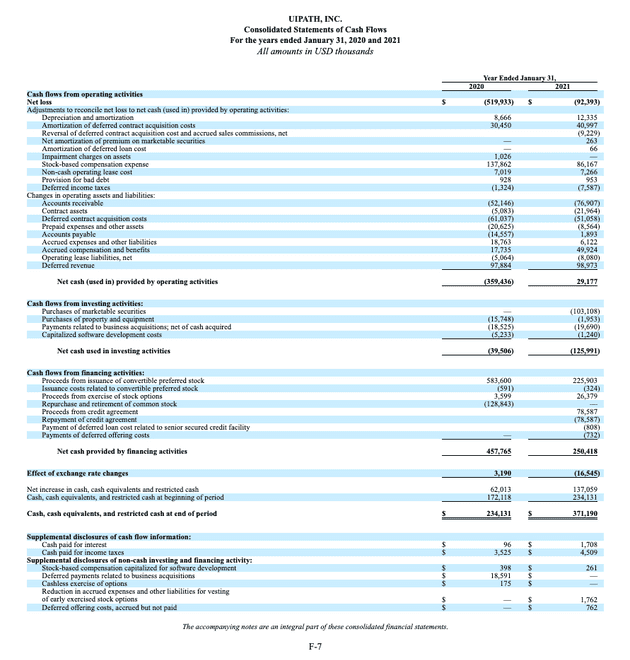 UIPATH, INC.
Consolidated Statements of Cash Flows
For the years ended January 31, 2020 and 2021
All amounts in USD thousands
Year Ended January 31,
2020 2021
Cash flows from operating activities
Net loss $ (519,933) $ (92,393)
Adjustments to reconcile net loss to net cash (used in) provided by operating activities:
Depreciation and amortization 8,666 12,335
Amortization of deferred contract acquisition costs 30,450 40,997
Reversal of deferred contract acquisition cost and accrued sales commissions, net (9,229)
Net amortization of premium on marketable securities — 263
Amortization of deferred loan cost — 66
Impairment charges on assets 1,026 —
Stock-based compensation expense 137,862 86,167
Non-cash operating lease cost 7,019 7,266
Provision for bad debt 928 953
Deferred income taxes (1,324) (7,587)
Changes in operating assets and liabilities:
Accounts receivable (52,146) (76,907)
Contract assets (5,083) (21,964)
Deferred contract acquisition costs (61,037) (51,058)
Prepaid expenses and other assets (20,625) (8,564)
Accounts payable (14,557) 1,893
Accrued expenses and other liabilities 18,763 6,122
Accrued compensation and benefits 17,735 49,924
Operating lease liabilities, net (5,064) (8,080)
Deferred revenue 97,884 98,973
Net cash (used in) provided by operating activities (359,436) 29,177
Cash flows from investing activities:
Purchases of marketable securities — (103,108)
Purchases of property and equipment (15,748) (1,953)
Payments related to business acquisitions; net of cash acquired (18,525) (19,690)
Capitalized software development costs (5,233) (1,240)
Net cash used in investing activities (39,506) (125,991)
Cash flows from financing activities:
Proceeds from issuance of convertible preferred stock 583,600 225,903
Issuance costs related to convertible preferred stock (591) (324)
Proceeds from exercise of stock options 3,599 26,379
Repurchase and retirement of common stock (128,843) —
Proceeds from credit agreement 78,587
Repayment of credit agreement (78,587)
Payment of deferred loan cost related to senior secured credit facility (808)
Payments of deferred offering costs — (732)
Net cash provided by financing activities 457,765 250,418
Effect of exchange rate changes 3,190 (16,545)
Net increase in cash, cash equivalents and restricted cash 62,013 137,059
Cash, cash equivalents, and restricted cash at beginning of period 172,118 234,131
Cash, cash equivalents, and restricted cash at end of period $ 234,131 $ 371,190
Supplemental disclosures of cash flow information:
Cash paid for interest $ 96 $ 1,708
Cash paid for income taxes $ 3,525 $ 4,509
Supplemental disclosures of non-cash investing and financing activity:
Stock-based compensation capitalized for software development $ 398 $ 261
Deferred payments related to business acquisitions $ 18,591 $ —
Cashless exercise of options $ 175 $ —
Reduction in accrued expenses and other liabilities for vesting
of early exercised stock options $ — $ 1,762
Deferred offering costs, accrued but not paid $ — $ 762
The accompanying notes are an integral part of these consolidated financial statements.
F-7